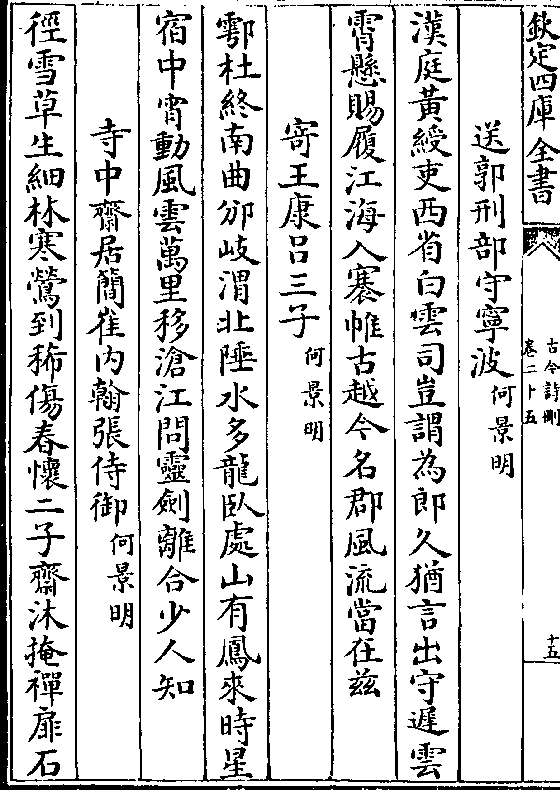 欽定四庫全書
古今詩刪
卷二十五
十五
送郭刑部守寧波何景明
漢庭黃綬吏西省白雲司豈謂為郎久猶言出守遲雲
霄懸賜履江海入褰帷古越今名郡風流當在兹
寄王康吕三子何景明
鄠杜終南曲邠岐渭北陲水多龍臥處山有鳳來時星
宿中宵動風雲萬里移滄江問靈劍離合少人知
寺中齋居簡崔内翰張侍御何景明
徑雪草生細林寒鶯到稀傷春懷二子齋沐掩禪扉石